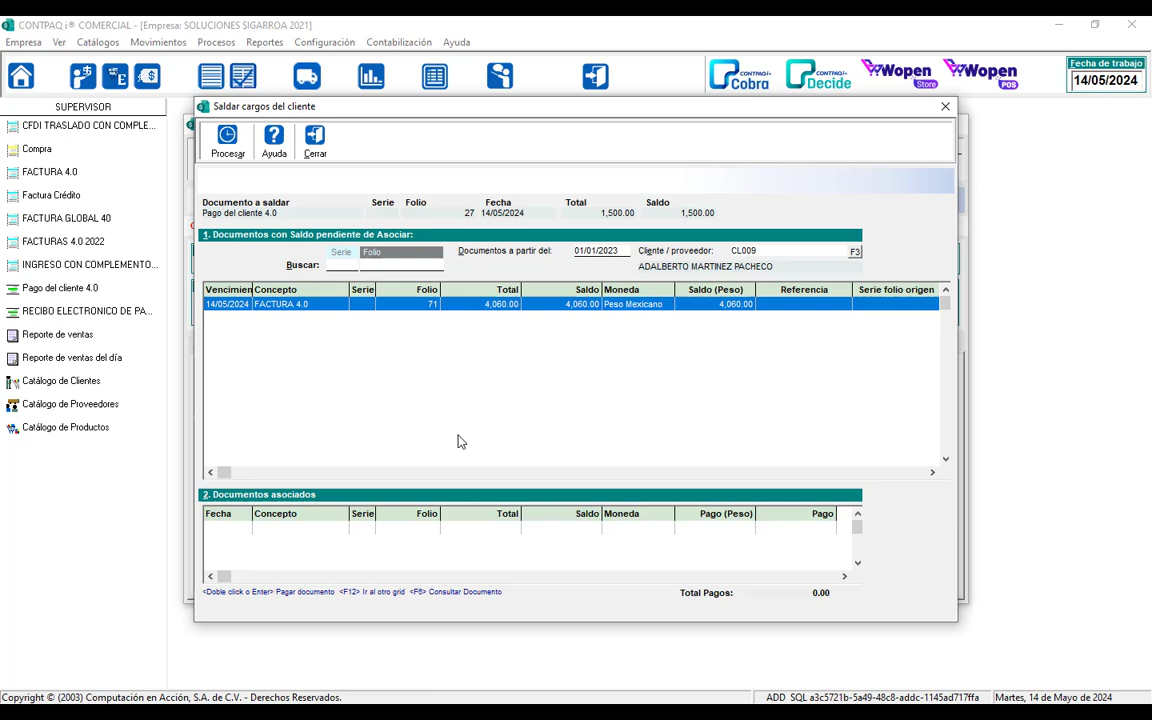 CONTPAQ i® COMERCIAL - [Empresa: SOLUCIONES SIGARROA 2021]
Empresa Ver Catálogos Movimientos Procesos Reportes Configuración Contabilización Ayuda
CONTPAQi Cobra CONTPAQi Decide Wopen Store Wopen POS
Fecha de trabajo
14/05/2024
SUPERVISOR
CFDI TRASLADO CON COMPLE...
Compra
FACTURA 4.0
Factura Crédito
FACTURA GLOBAL 40
FACTURAS 4.0 2022
INGRESO CON COMPLEMENTO...
Pago del cliente 4.0
RECIBO ELECTRONICO DE PA...
Reporte de ventas
Reporte de ventas del día
Catálogo de Clientes
Catálogo de Proveedores
Catálogo de Productos
Saldar cargos del cliente
Procesar Ayuda Cerrar
Documento a saldar Serie Folio Fecha Total Saldo
Pago del cliente 4.0 27 14/05/2024 1,500.00 1,500.00
1. Documentos con Saldo pendiente de Asociar:
Serie Folio Documentos a partir del: 01/01/2023 Cliente / proveedor: CL009 F3
Buscar: ADALBERTO MARTINEZ PACHECO
Vencimien Concepto Serie Folio Total Saldo Moneda Saldo (Peso) Referencia Serie folio origen
14/05/2024 FACTURA 4.0 71 4,060.00 4,060.00 Peso Mexicano 4,060.00
2. Documentos asociados
Fecha Concepto Serie Folio Total Saldo Moneda Pago (Peso) Pago
<Doble click o Enter> Pagar documento <F12> Ir al otro grid <F6> Consultar Documento
Total Pagos: 0.00
Copyright © (2003) Computación en Acción, S.A. de C.V. - Derechos Reservados.
ADD SQL a3c5721b-5a49-48c8-addc-1145ad717ffa
Martes, 14 de Mayo de 2024